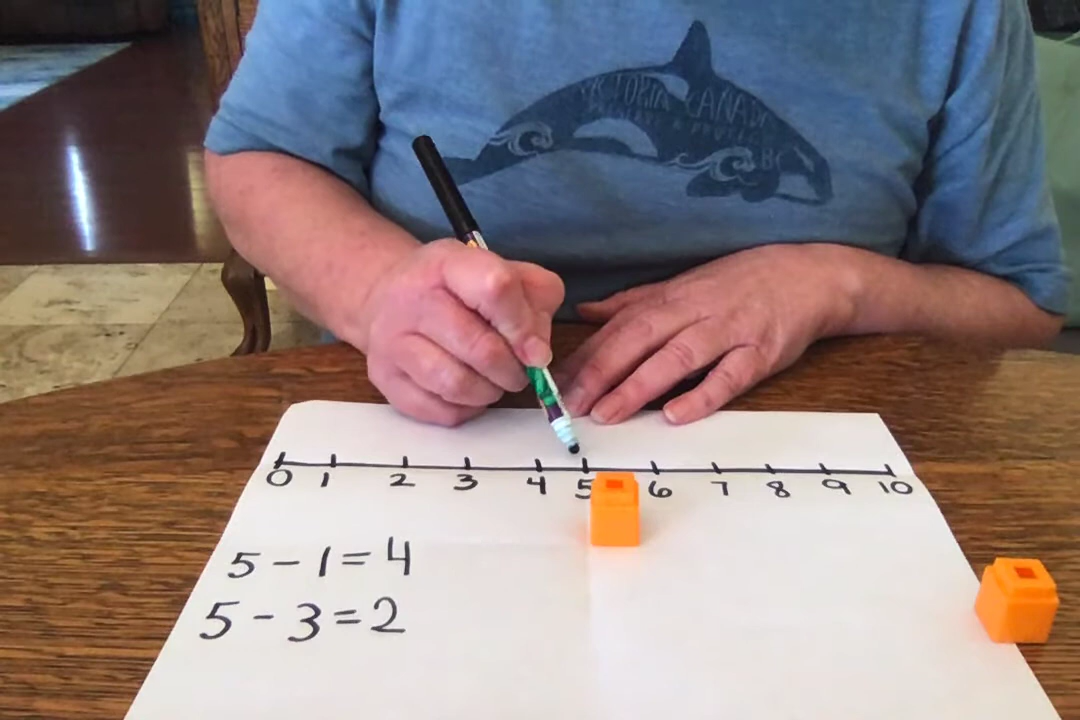 VICTORIA CANADA
BC
0 1 2 3 4 5 6 7 8 9 10
5 - 1 = 4
5 - 3 = 2